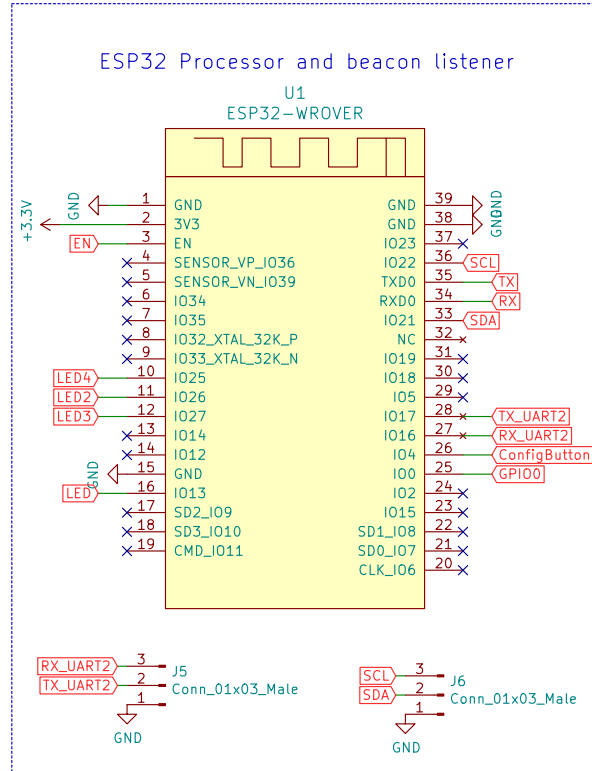 ESP32 Processor and beacon listener
U1
ESP32-WROVER
GND 1 GND
+3.3V 2 3V3
EN 3 EN
4 SENSOR_VP_IO36
5 SENSOR_VN_IO39
6 IO34
7 IO35
8 IO32_XTAL_32K_P
9 IO33_XTAL_32K_N
LED4 10 IO25
LED2 11 IO26
LED3 12 IO27
13 IO14
14 IO12
GND 15 GND
LED 16 IO13
17 SD2_IO9
18 SD3_IO10
19 CMD_IO11
GND 39 GND
GND 38 GND
IO23 37
IO22 36 SCL
TXD0 35 TX
RXD0 34 RX
IO21 33 SDA
NC 32
IO19 31
IO18 30
IO5 29
IO17 28 TX_UART2
IO16 27 RX_UART2
IO4 26 ConfigButton
IO0 25 GPIO0
IO2 24
IO15 23
SD1_IO8 22
SD0_IO7 21
CLK_IO6 20
RX_UART2 3
TX_UART2 2
1
GND
J5
Conn_01x03_Male
SCL 3
SDA 2
1
GND
J6
Conn_01x03_Male